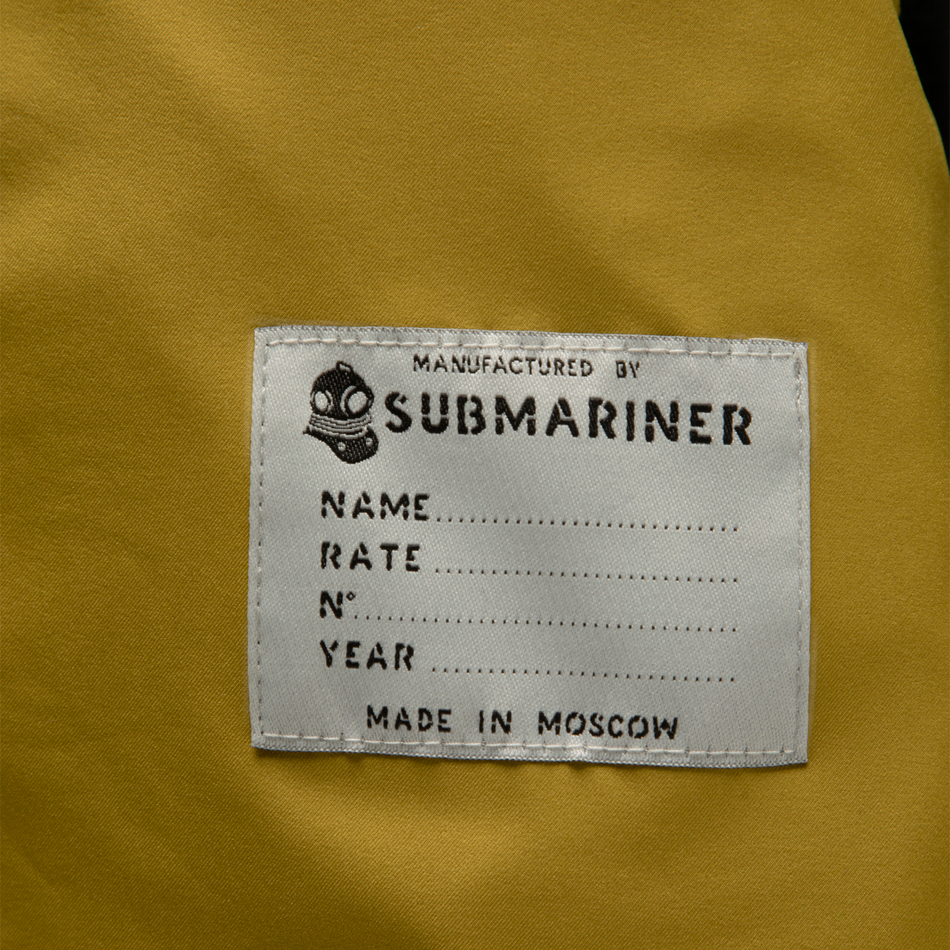 MANUFACTURED BY
SUBMARINER
NAME..............................
RATE..............................
N°..............................
YEAR..............................
MADE IN MOSCOW